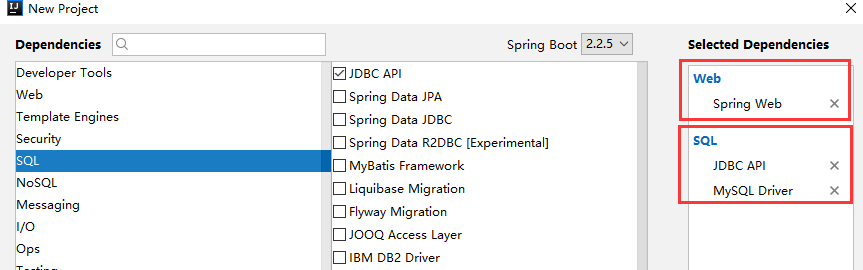 New Project
Dependencies
Spring Boot 2.2.5
Selected Dependencies
Developer Tools
Web
Template Engines
Security
SQL
NoSQL
Messaging
I/O
Ops
Testing
JDBC API
Spring Data JPA
Spring Data JDBC
Spring Data R2DBC [Experimental]
MyBatis Framework
Liquibase Migration
Flyway Migration
JOOQ Access Layer
IBM DB2 Driver
Web
Spring Web
SQL
JDBC API
MySQL Driver